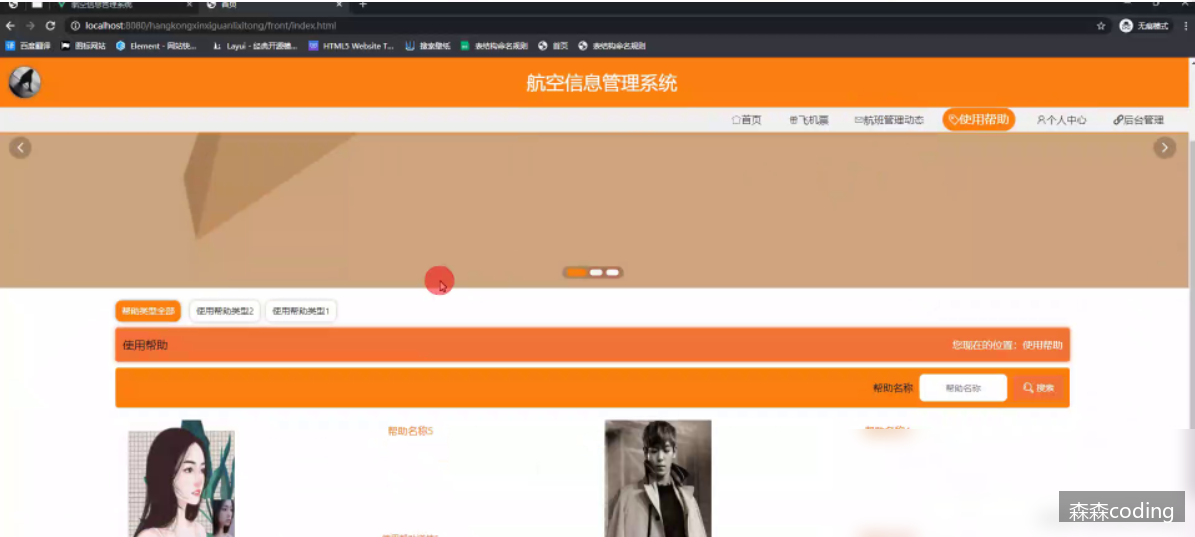 航空信息管理系统 首页
localhost:8080/hangkongxinxiguanlixitong/front/index.html 无痕模式
百度翻译 图标网站 Element - 网站快... Layui - 经典开源模... HTML5 Website T... 搜索壁纸 表结构命名规则 首页 表结构命名规则
航空信息管理系统
首页 飞机票 航班管理动态 使用帮助 个人中心 后台管理
帮助类型全部 使用帮助类型2 使用帮助类型1
使用帮助 您现在的位置：使用帮助
帮助名称 帮助名称 搜索
帮助名称5
森森coding